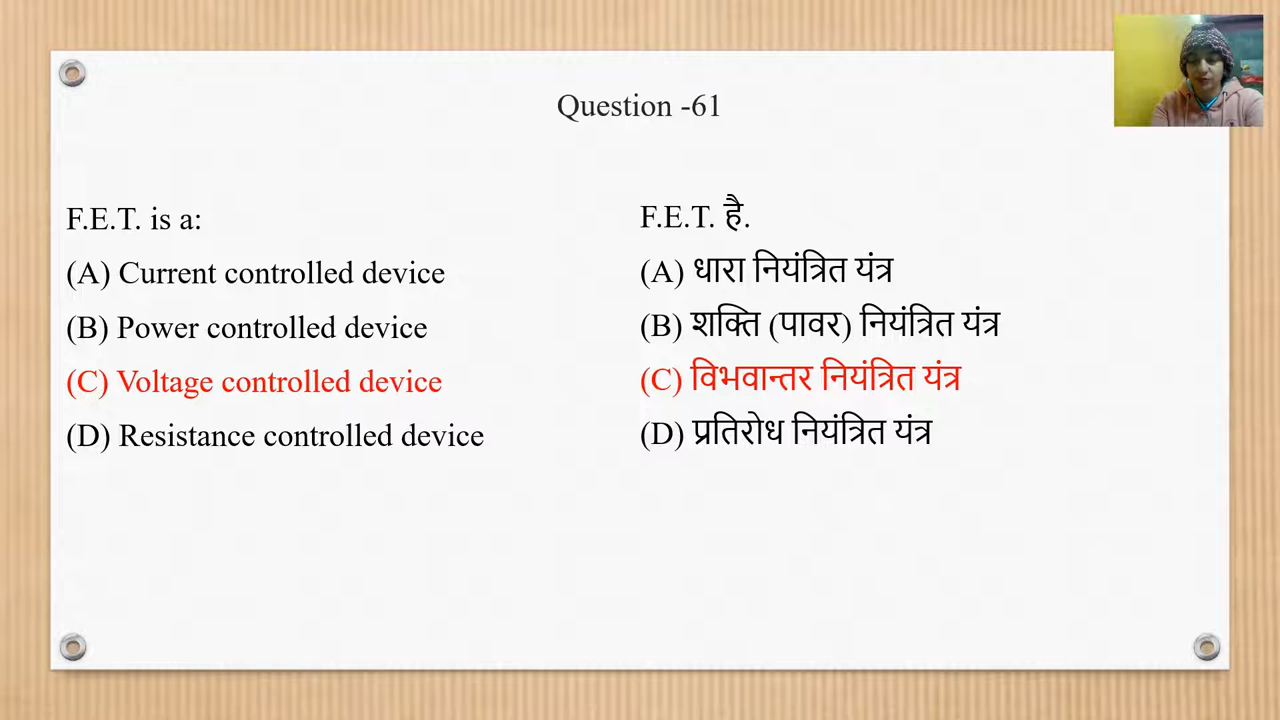 Question -61
F.E.T. is a:
(A) Current controlled device
(B) Power controlled device
(C) Voltage controlled device
(D) Resistance controlled device
F.E.T. है.
(A) धारा नियंत्रित यंत्र
(B) शक्ति (पावर) नियंत्रित यंत्र
(C) विभवान्तर नियंत्रित यंत्र
(D) प्रतिरोध नियंत्रित यंत्र